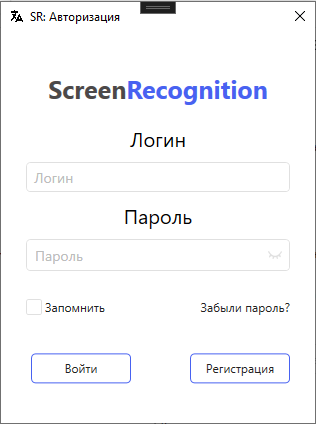 SR: Авторизация
ScreenRecognition
Логин
Логин
Пароль
Пароль
Запомнить Забыли пароль?
Войти Регистрация